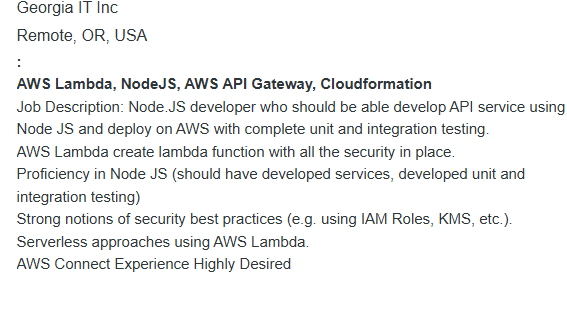 Georgia IT Inc
Remote, OR, USA
:
AWS Lambda, NodeJS, AWS API Gateway, Cloudformation
Job Description: Node.JS developer who should be able develop API service using
Node JS and deploy on AWS with complete unit and integration testing.
AWS Lambda create lambda function with all the security in place.
Proficiency in Node JS (should have developed services, developed unit and
integration testing)
Strong notions of security best practices (e.g. using IAM Roles, KMS, etc.).
Serverless approaches using AWS Lambda.
AWS Connect Experience Highly Desired